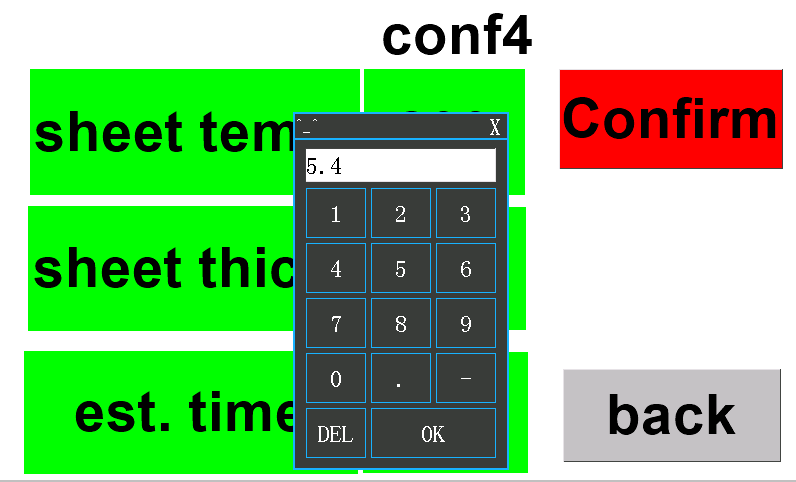 conf4
sheet tem
Confirm
^_^ X
5.4
1 2 3
sheet thic
4 5 6
7 8 9
0 . -
est. time
back
DEL OK